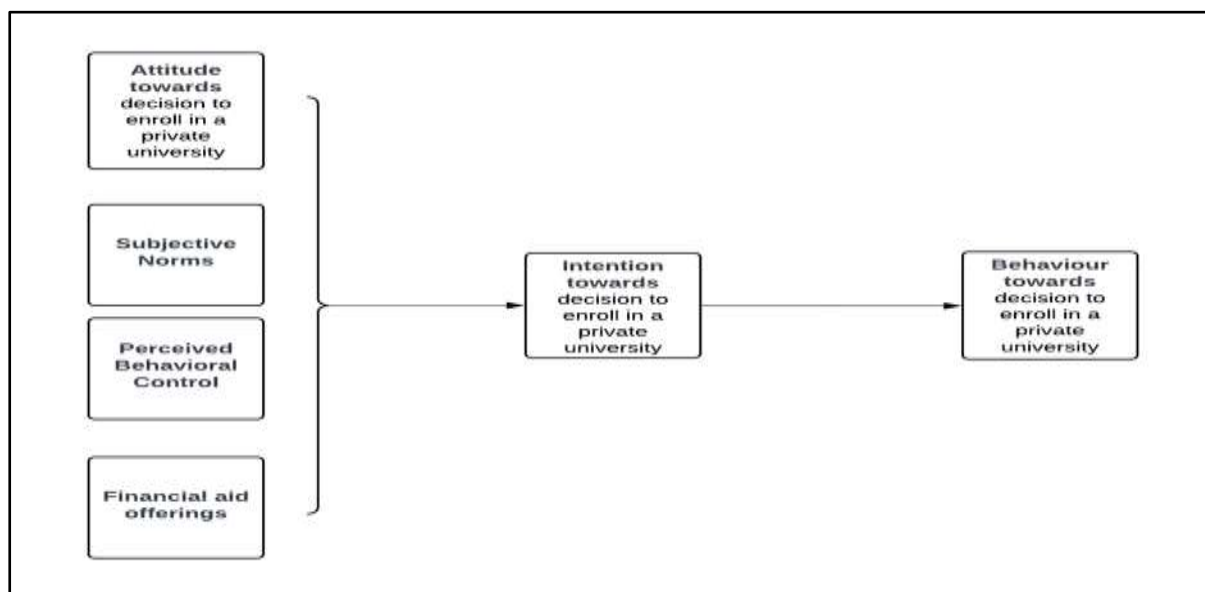 Attitude
towards
decision to
enroll in a
private
university
Subjective
Norms
Perceived
Behavioral
Control
Financial aid
offerings
Intention
towards
decision to
enroll in a
private
university
Behaviour
towards
decision to
enroll in a
private
university